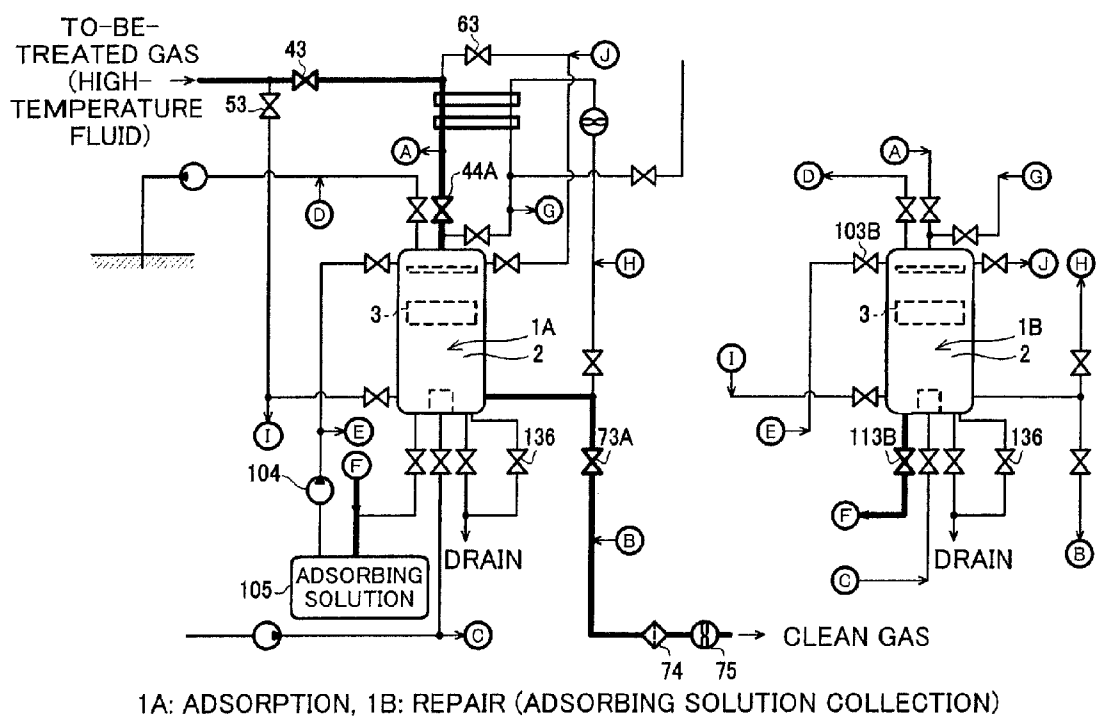 TO-BE-
TREATED GAS
(HIGH-
TEMPERATURE
FLUID)
43
63
J
53
A
44A
D
G
H
3
1A
2
I
E
F
104
136
73A
B
DRAIN
105
ADSORBING
SOLUTION
C
74
75
CLEAN GAS
A
D
G
103B
J
H
3
1B
2
I
E
113B
136
F
DRAIN
B
C
1A: ADSORPTION, 1B: REPAIR (ADSORBING SOLUTION COLLECTION)